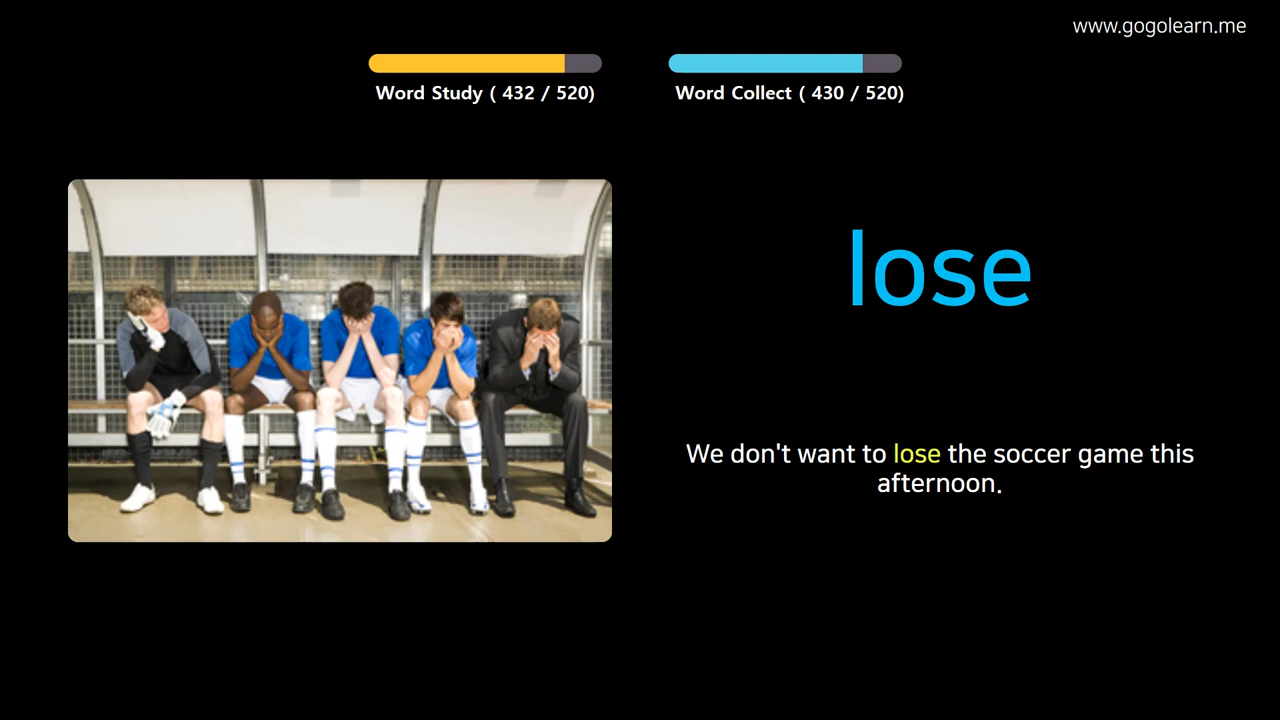 www.gogolearn.me
Word Study ( 432 / 520)
Word Collect ( 430 / 520)
lose
We don't want to lose the soccer game this
afternoon.